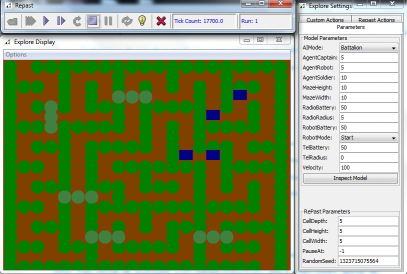 Repast
Tick Count: 17700.0
Run: 1
Explore Display
Options
Explore Settings
Custom Actions
Repast Actions
Parameters
Model Parameters
AIMode: Battalion
AgentCaptain: 5
AgentRobot: 5
AgentSoldier: 10
MazeHeight: 10
MazeWidth: 10
RadioBattery: 50
RadioRadius: 5
RobotBattery: 50
RobotMode: Start
TelBattery: 50
TelRadius: 0
Velocity: 100
Inspect Model
RePast Parameters
CellDepth: 5
CellHeight: 5
CellWidth: 5
PauseAt: -1
RandomSeed: 1323715075564